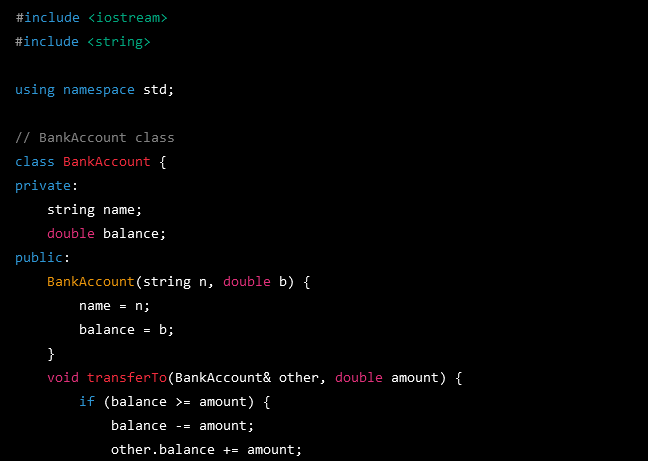 #include <iostream>
#include <string>

using namespace std;

// BankAccount class
class BankAccount {
private:
    string name;
    double balance;
public:
    BankAccount(string n, double b) {
        name = n;
        balance = b;
    }
    void transferTo(BankAccount& other, double amount) {
        if (balance >= amount) {
            balance -= amount;
            other.balance += amount;